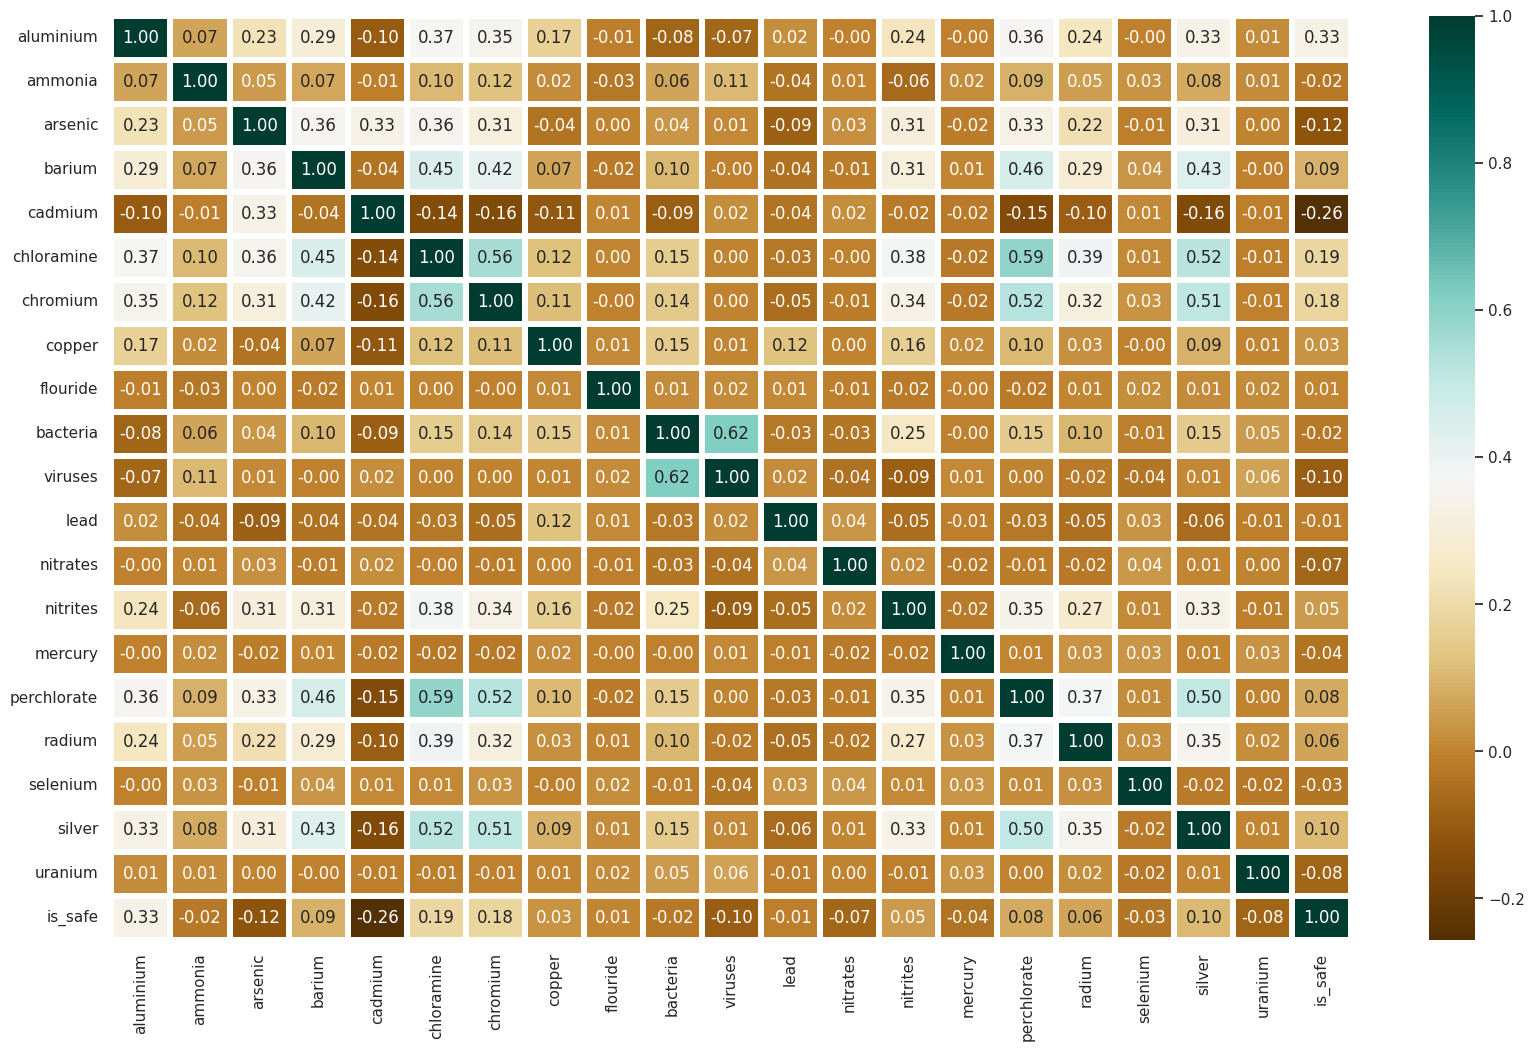 aluminium 1.00 0.07 0.23 0.29 -0.10 0.37 0.35 0.17 -0.01 -0.08 -0.07 0.02 -0.00 0.24 -0.00 0.36 0.24 -0.00 0.33 0.01 0.33
ammonia 0.07 1.00 0.05 0.07 -0.01 0.10 0.12 0.02 -0.03 0.06 0.11 -0.04 0.01 -0.06 0.02 0.09 0.05 0.03 0.08 0.01 -0.02
arsenic 0.23 0.05 1.00 0.36 0.33 0.36 0.31 -0.04 0.00 0.04 0.01 -0.09 0.03 0.31 -0.02 0.33 0.22 -0.01 0.31 0.00 -0.12
barium 0.29 0.07 0.36 1.00 -0.04 0.45 0.42 0.07 -0.02 0.10 -0.00 -0.04 -0.01 0.31 0.01 0.46 0.29 0.04 0.43 -0.00 0.09
cadmium -0.10 -0.01 0.33 -0.04 1.00 -0.14 -0.16 -0.11 0.01 -0.09 0.02 -0.04 0.02 -0.02 -0.02 -0.15 -0.10 0.01 -0.16 -0.01 -0.26
chloramine 0.37 0.10 0.36 0.45 -0.14 1.00 0.56 0.12 0.00 0.15 0.00 -0.03 -0.00 0.38 -0.02 0.59 0.39 0.01 0.52 -0.01 0.19
chromium 0.35 0.12 0.31 0.42 -0.16 0.56 1.00 0.11 -0.00 0.14 0.00 -0.05 -0.01 0.34 -0.02 0.52 0.32 0.03 0.51 -0.01 0.18
copper 0.17 0.02 -0.04 0.07 -0.11 0.12 0.11 1.00 0.01 0.15 0.01 0.12 0.00 0.16 0.02 0.10 0.03 -0.00 0.09 0.01 0.03
flouride -0.01 -0.03 0.00 -0.02 0.01 0.00 -0.00 0.01 1.00 0.01 0.02 0.01 -0.01 -0.02 -0.00 -0.02 0.01 0.02 0.01 0.02 0.01
bacteria -0.08 0.06 0.04 0.10 -0.09 0.15 0.14 0.15 0.01 1.00 0.62 -0.03 -0.03 0.25 -0.00 0.15 0.10 -0.01 0.15 0.05 -0.02
viruses -0.07 0.11 0.01 -0.00 0.02 0.00 0.00 0.01 0.02 0.62 1.00 0.02 -0.04 -0.09 0.01 0.00 -0.02 -0.04 0.01 0.06 -0.10
lead 0.02 -0.04 -0.09 -0.04 -0.04 -0.03 -0.05 0.12 0.01 -0.03 0.02 1.00 0.04 -0.05 -0.01 -0.03 -0.05 0.03 -0.06 -0.01 -0.01
nitrates -0.00 0.01 0.03 -0.01 0.02 -0.00 -0.01 0.00 -0.01 -0.03 -0.04 0.04 1.00 0.02 -0.02 -0.01 -0.02 0.04 0.01 0.00 -0.07
nitrites 0.24 -0.06 0.31 0.31 -0.02 0.38 0.34 0.16 -0.02 0.25 -0.09 -0.05 0.02 1.00 -0.02 0.35 0.27 0.01 0.33 -0.01 0.05
mercury -0.00 0.02 -0.02 0.01 -0.02 -0.02 -0.02 0.02 -0.00 -0.00 0.01 -0.01 -0.02 -0.02 1.00 0.01 0.03 0.03 0.01 0.03 -0.04
perchlorate 0.36 0.09 0.33 0.46 -0.15 0.59 0.52 0.10 -0.02 0.15 0.00 -0.03 -0.01 0.35 0.01 1.00 0.37 0.01 0.50 0.00 0.08
radium 0.24 0.05 0.22 0.29 -0.10 0.39 0.32 0.03 0.01 0.10 -0.02 -0.05 -0.02 0.27 0.03 0.37 1.00 0.03 0.35 0.02 0.06
selenium -0.00 0.03 -0.01 0.04 0.01 0.01 0.03 -0.00 0.02 -0.01 -0.04 0.03 0.04 0.01 0.03 0.01 0.03 1.00 -0.02 -0.02 -0.03
silver 0.33 0.08 0.31 0.43 -0.16 0.52 0.51 0.09 0.01 0.15 0.01 -0.06 0.01 0.33 0.01 0.50 0.35 -0.02 1.00 0.01 0.10
uranium 0.01 0.01 0.00 -0.00 -0.01 -0.01 -0.01 0.01 0.02 0.05 0.06 -0.01 0.00 -0.01 0.03 0.00 0.02 -0.02 0.01 1.00 -0.08
is_safe 0.33 -0.02 -0.12 0.09 -0.26 0.19 0.18 0.03 0.01 -0.02 -0.10 -0.01 -0.07 0.05 -0.04 0.08 0.06 -0.03 0.10 -0.08 1.00
aluminium
ammonia
arsenic
barium
cadmium
chloramine
chromium
copper
flouride
bacteria
viruses
lead
nitrates
nitrites
mercury
perchlorate
radium
selenium
silver
uranium
is_safe
1.0
0.8
0.6
0.4
0.2
0.0
−0.2